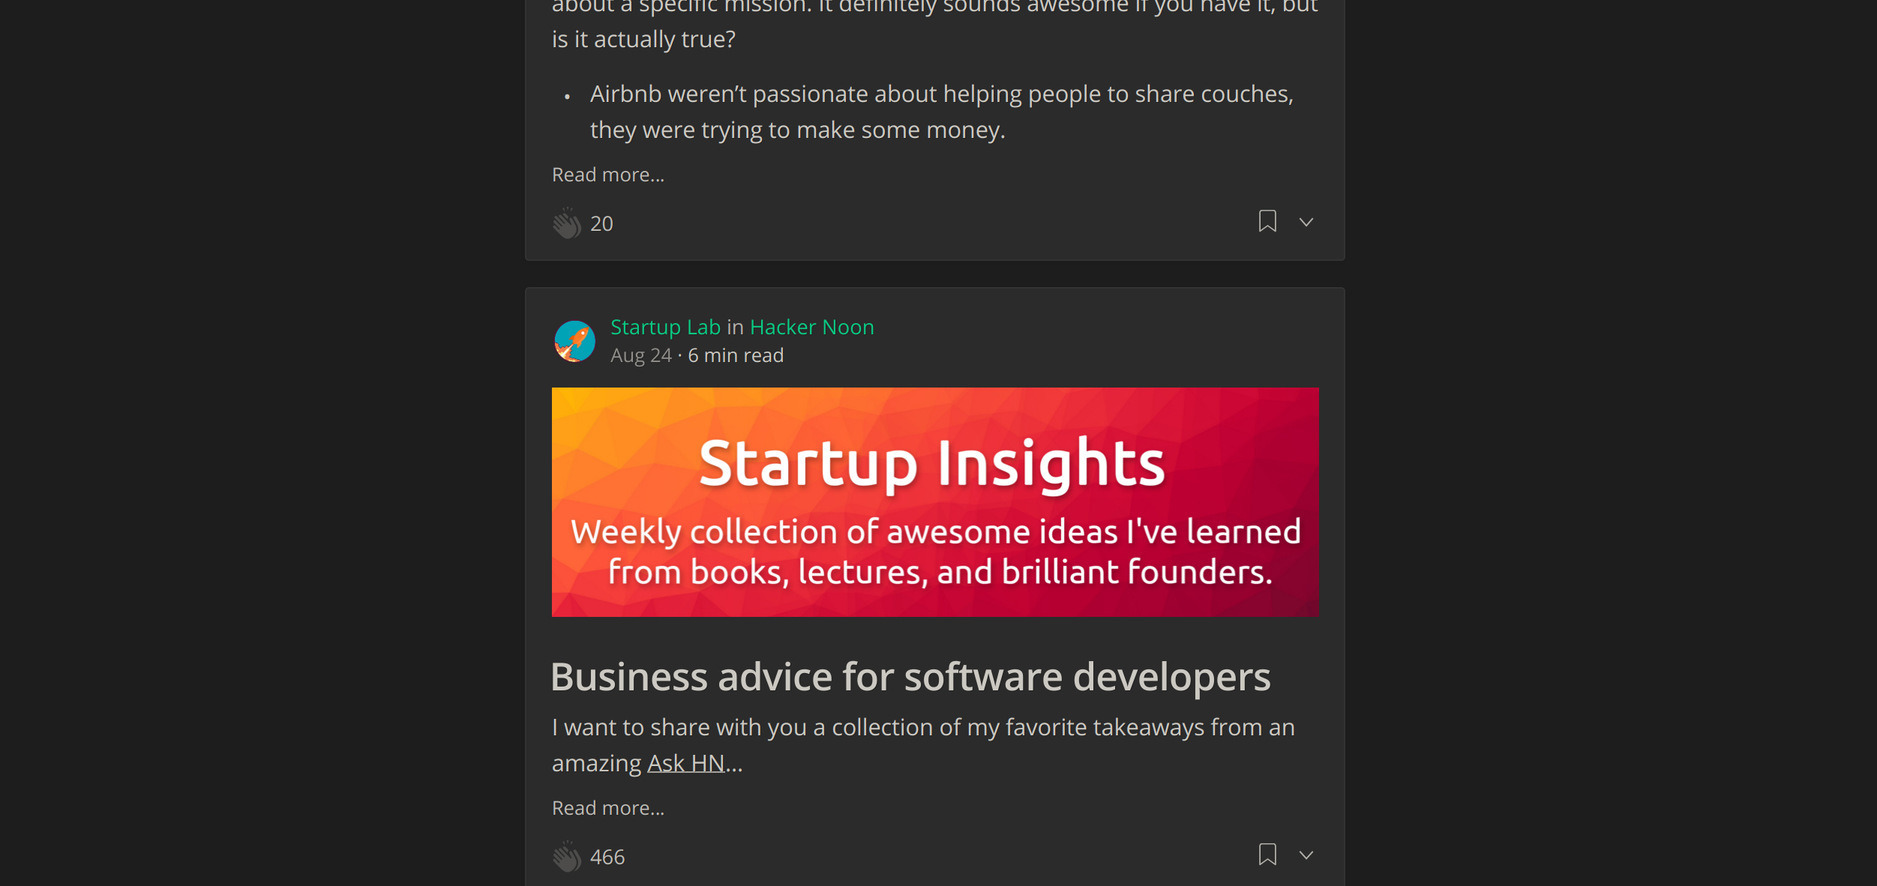 about a specific mission. It definitely sounds awesome if you have it, but
is it actually true?
• Airbnb weren’t passionate about helping people to share couches,
they were trying to make some money.
Read more...
20
Startup Lab in Hacker Noon
Aug 24 · 6 min read
Startup Insights
Weekly collection of awesome ideas I've learned
from books, lectures, and brilliant founders.
Business advice for software developers
I want to share with you a collection of my favorite takeaways from an
amazing Ask HN...
Read more...
466